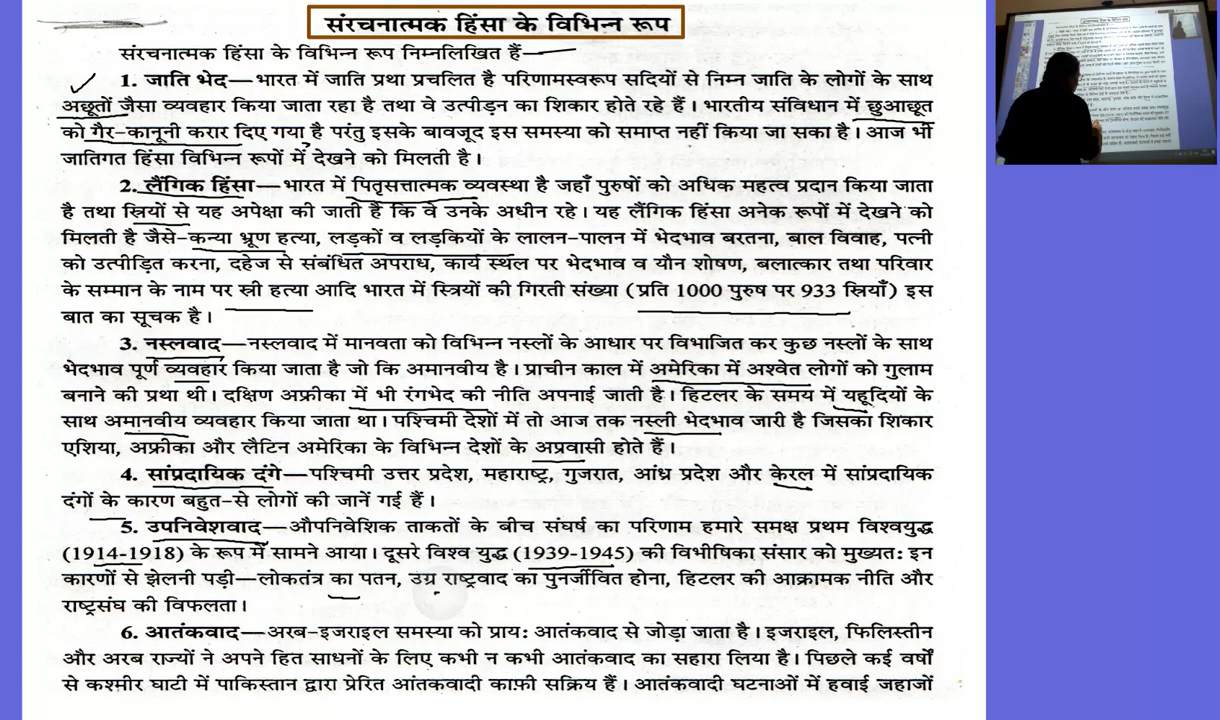 संरचनात्मक हिंसा के विभिन्न रूप
संरचनात्मक हिंसा के विभिन्न रूप निम्नलिखित हैं—
1. जाति भेद—भारत में जाति प्रथा प्रचलित है परिणामस्वरूप सदियों से निम्न जाति के लोगों के साथ
अछूतों जैसा व्यवहार किया जाता रहा है तथा वे उत्पीड़न का शिकार होते रहे हैं। भारतीय संविधान में छुआछूत
को गैर-कानूनी करार दिए गया है परंतु इसके बावजूद इस समस्या को समाप्त नहीं किया जा सका है। आज भी
जातिगत हिंसा विभिन्न रूपों में देखने को मिलती है।
2. लैंगिक हिंसा—भारत में पितृसत्तात्मक व्यवस्था है जहाँ पुरुषों को अधिक महत्व प्रदान किया जाता
है तथा स्त्रियों से यह अपेक्षा की जाती है कि वे उनके अधीन रहे। यह लैंगिक हिंसा अनेक रूपों में देखने को
मिलती है जैसे-कन्या भ्रूण हत्या, लड़कों व लड़कियों के लालन-पालन में भेदभाव बरतना, बाल विवाह, पत्नी
को उत्पीड़ित करना, दहेज से संबंधित अपराध, कार्य स्थल पर भेदभाव व यौन शोषण, बलात्कार तथा परिवार
के सम्मान के नाम पर स्त्री हत्या आदि भारत में स्त्रियों की गिरती संख्या (प्रति 1000 पुरुष पर 933 स्त्रियाँ) इस
बात का सूचक है।
3. नस्लवाद—नस्लवाद में मानवता को विभिन्न नस्लों के आधार पर विभाजित कर कुछ नस्लों के साथ
भेदभाव पूर्ण व्यवहार किया जाता है जो कि अमानवीय है। प्राचीन काल में अमेरिका में अश्वेत लोगों को गुलाम
बनाने की प्रथा थी। दक्षिण अफ्रीका में भी रंगभेद की नीति अपनाई जाती है। हिटलर के समय में यहूदियों के
साथ अमानवीय व्यवहार किया जाता था। पश्चिमी देशों में तो आज तक नस्ली भेदभाव जारी है जिसका शिकार
एशिया, अफ्रीका और लैटिन अमेरिका के विभिन्न देशों के अप्रवासी होते हैं।
4. सांप्रदायिक दंगे—पश्चिमी उत्तर प्रदेश, महाराष्ट्र, गुजरात, आंध्र प्रदेश और केरल में सांप्रदायिक
दंगों के कारण बहुत-से लोगों की जानें गई हैं।
5. उपनिवेशवाद—औपनिवेशिक ताकतों के बीच संघर्ष का परिणाम हमारे समक्ष प्रथम विश्वयुद्ध
(1914-1918) के रूप में सामने आया। दूसरे विश्व युद्ध (1939-1945) की विभीषिका संसार को मुख्यत: इन
कारणों से झेलनी पड़ी—लोकतंत्र का पतन, उग्र राष्ट्रवाद का पुनर्जीवित होना, हिटलर की आक्रामक नीति और
राष्ट्रसंघ की विफलता।
6. आतंकवाद—अरब-इजराइल समस्या को प्राय: आतंकवाद से जोड़ा जाता है। इजराइल, फिलिस्तीन
और अरब राज्यों ने अपने हित साधनों के लिए कभी न कभी आतंकवाद का सहारा लिया है। पिछले कई वर्षों
से कश्मीर घाटी में पाकिस्तान द्वारा प्रेरित आंतकवादी काफ़ी सक्रिय हैं। आतंकवादी घटनाओं में हवाई जहाजों